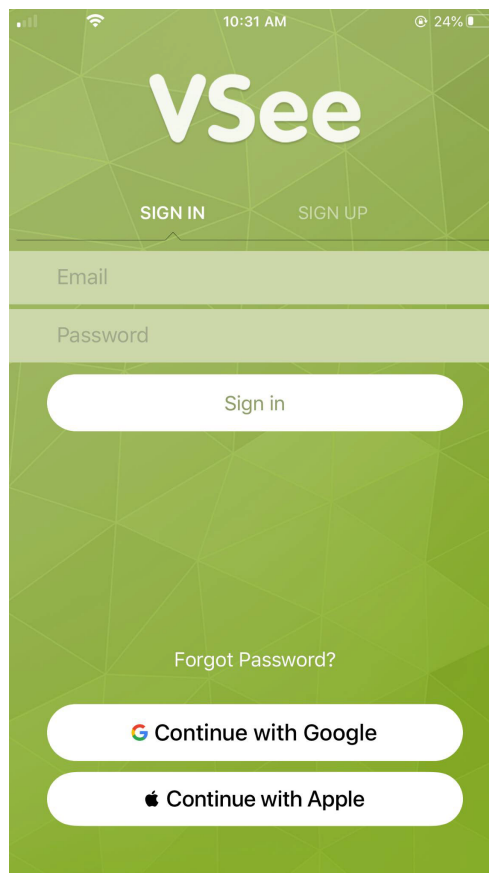 10:31 AM 24%
VSee
SIGN IN SIGN UP
Email
Password
Sign in
Forgot Password?
Continue with Google
Continue with Apple